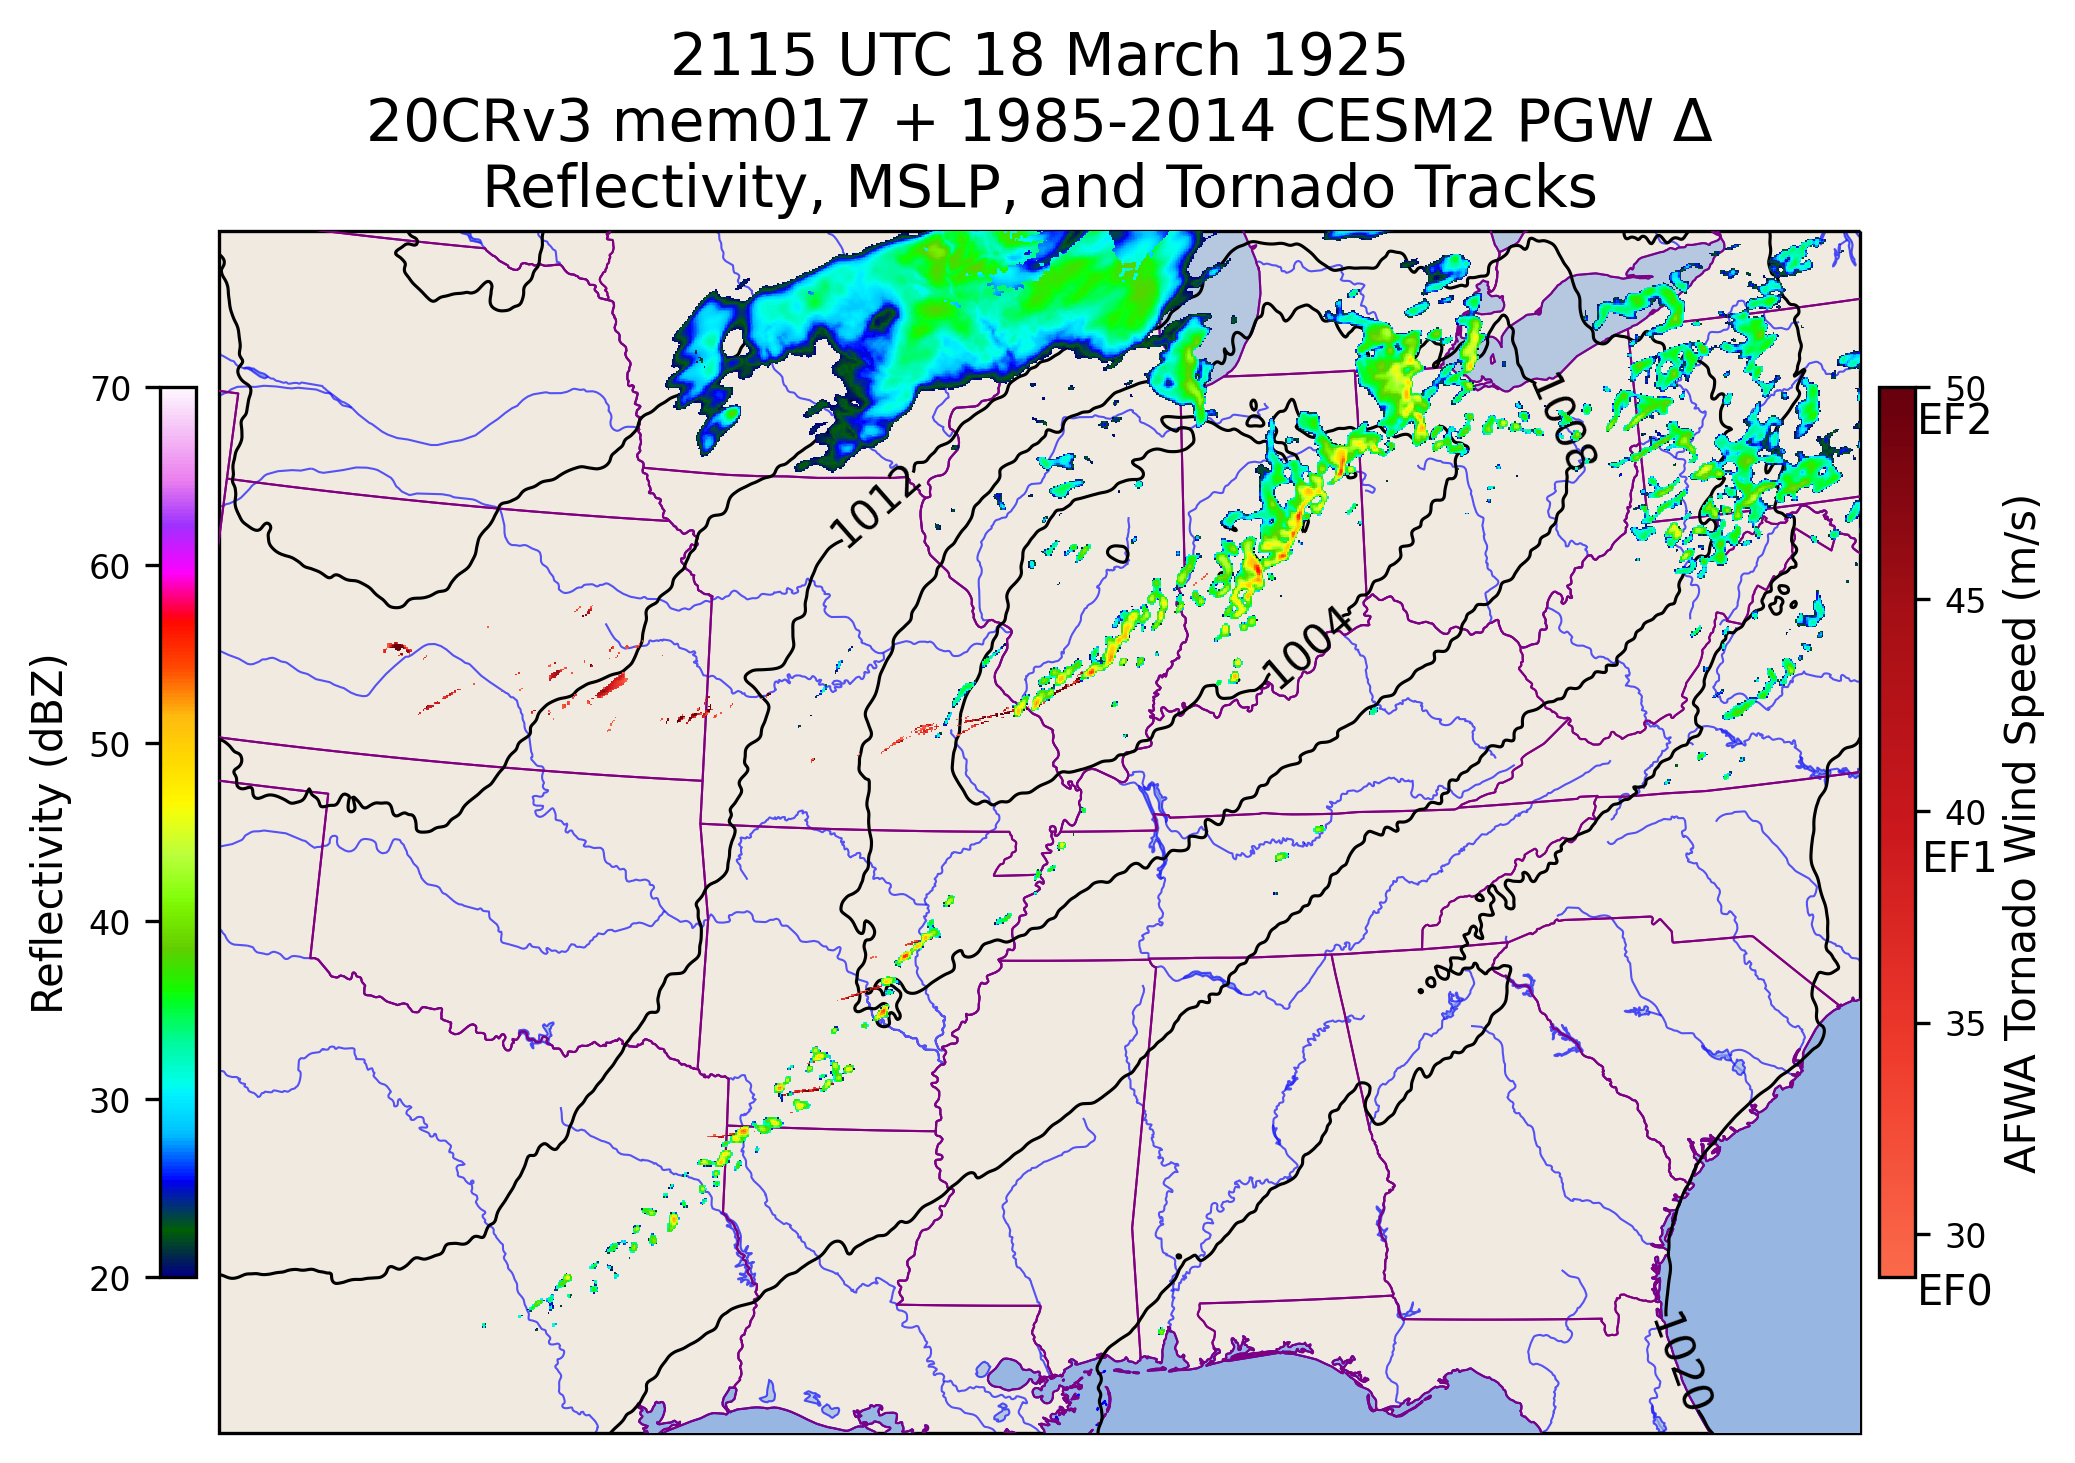 2115 UTC 18 March 1925
20CRv3 mem017 + 1985-2014 CESM2 PGW Δ
Reflectivity, MSLP, and Tornado Tracks
70
60
50
40
30
20
Reflectivity (dBZ)
1012
1008
1004
1020
50
EF2
45
40
EF1
35
30
EF0
AFWA Tornado Wind Speed (m/s)